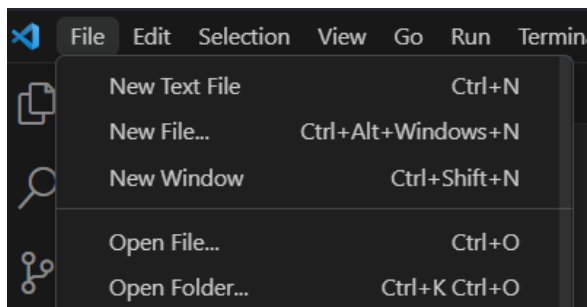 File Edit Selection View Go Run
New Text File Ctrl+N
New File... Ctrl+Alt+Windows+N
New Window Ctrl+Shift+N
Open File... Ctrl+O
Open Folder... Ctrl+K Ctrl+O